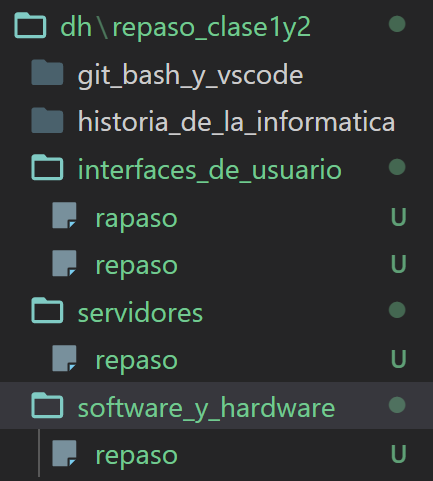 dh\repaso_clase1y2
git_bash_y_vscode
historia_de_la_informatica
interfaces_de_usuario
rapaso U
repaso U
servidores
repaso U
software_y_hardware
repaso U